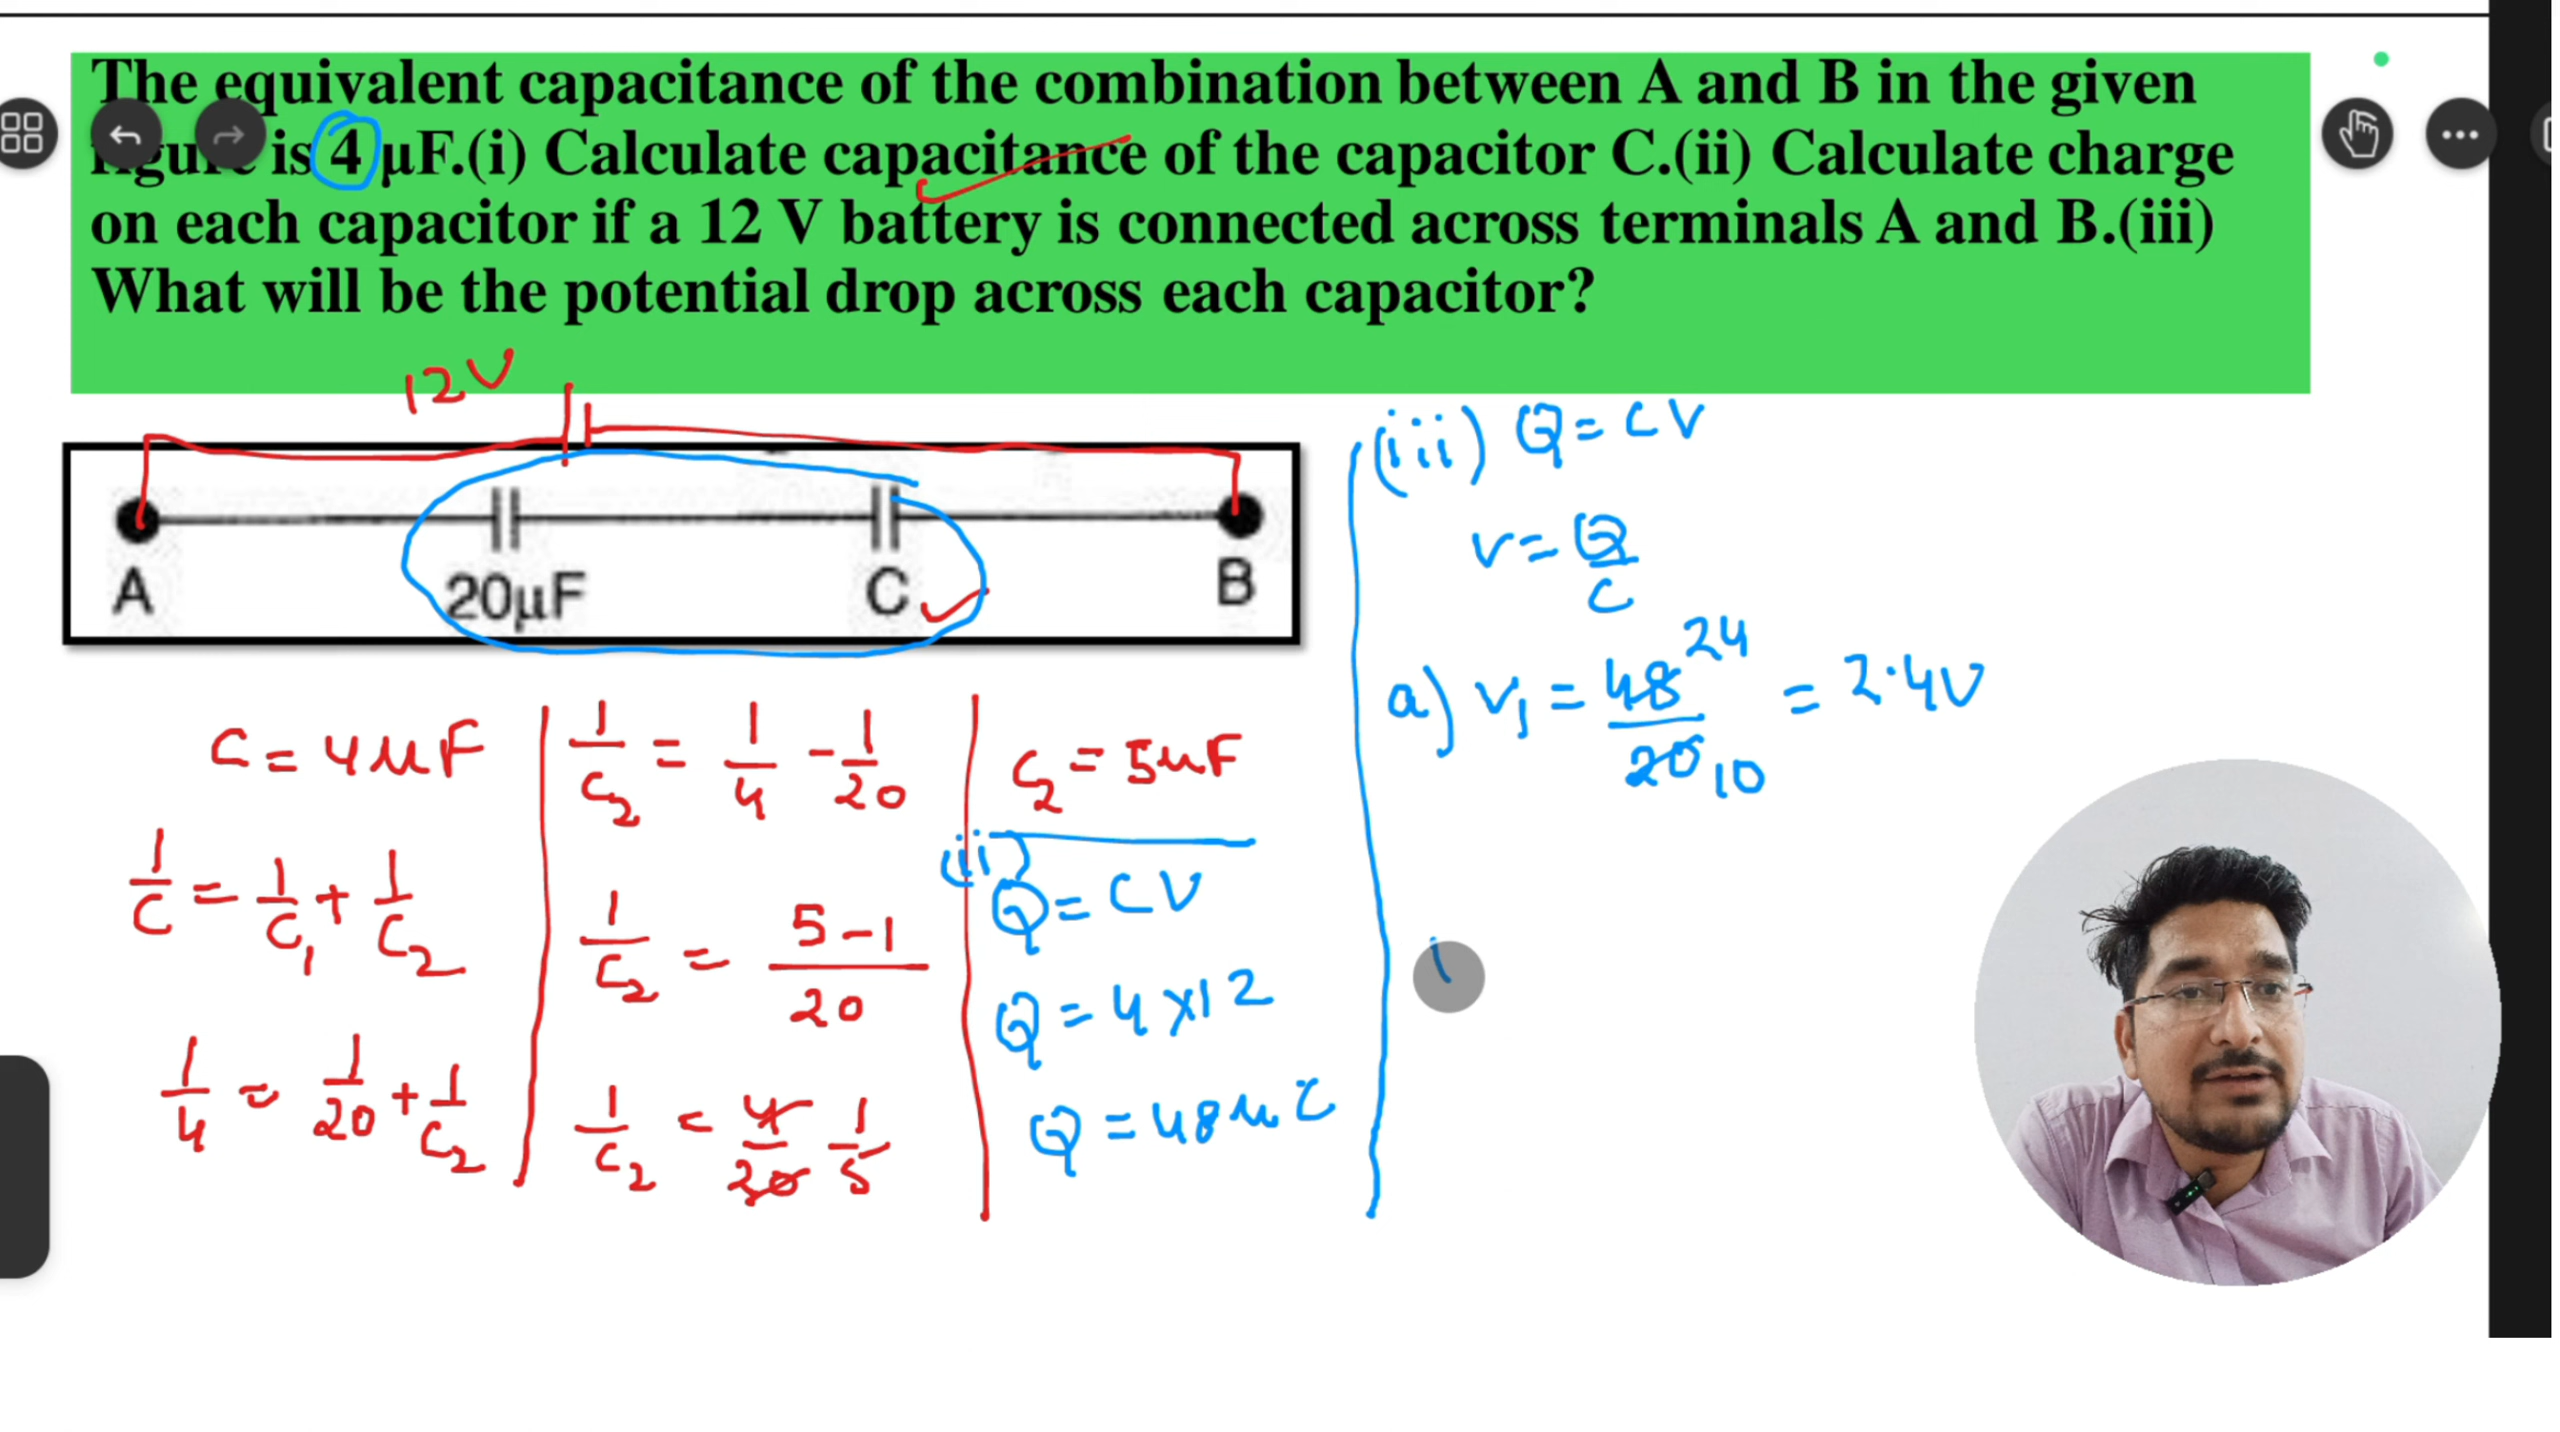 The equivalent capacitance of the combination between A and B in the given
figure is 4 μF.(i) Calculate capacitance of the capacitor C.(ii) Calculate charge
on each capacitor if a 12 V battery is connected across terminals A and B.(iii)
What will be the potential drop across each capacitor?
12V
A
20μF
C
B
C = 4μF
1/C = 1/C₁ + 1/C₂
1/4 = 1/20 + 1/C₂
1/C₂ = 1/4 - 1/20
1/C₂ = 5-1/20
1/C₂ = 4/20 1/5
C₂ = 5μF
(ii)
Q = CV
Q = 4×12
Q = 48μC
(iii) Q = CV
V = Q/C
a) V₁ = 48 24/20 10 = 2.4V